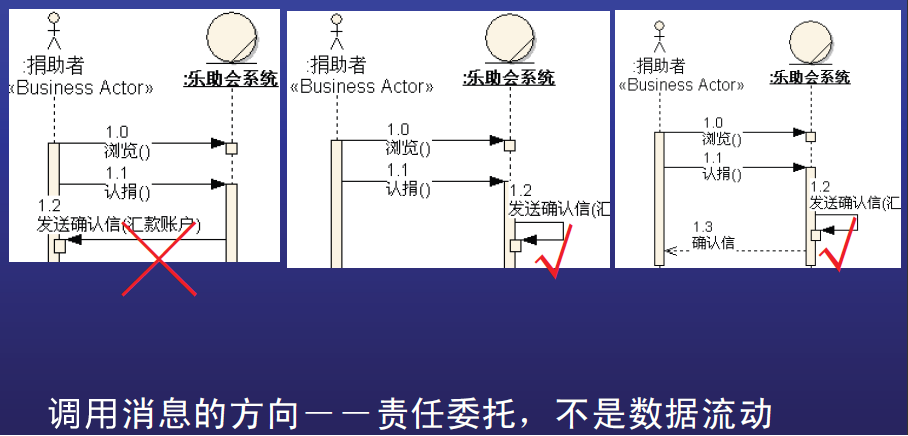 :捐助者
«Business Actor»
:乐助会系统
1.0
浏览()
1.1
认捐()
1.2
发送确认信(汇款账户)
:捐助者
«Business Actor»
:乐助会系统
1.0
浏览()
1.1
认捐()
1.2
发送确认信(汇
:捐助者
«Business Actor»
:乐助会系统
1.0
浏览()
1.1
认捐()
1.2
发送确认信(汇
1.3
确认信
调用消息的方向——责任委托，不是数据流动